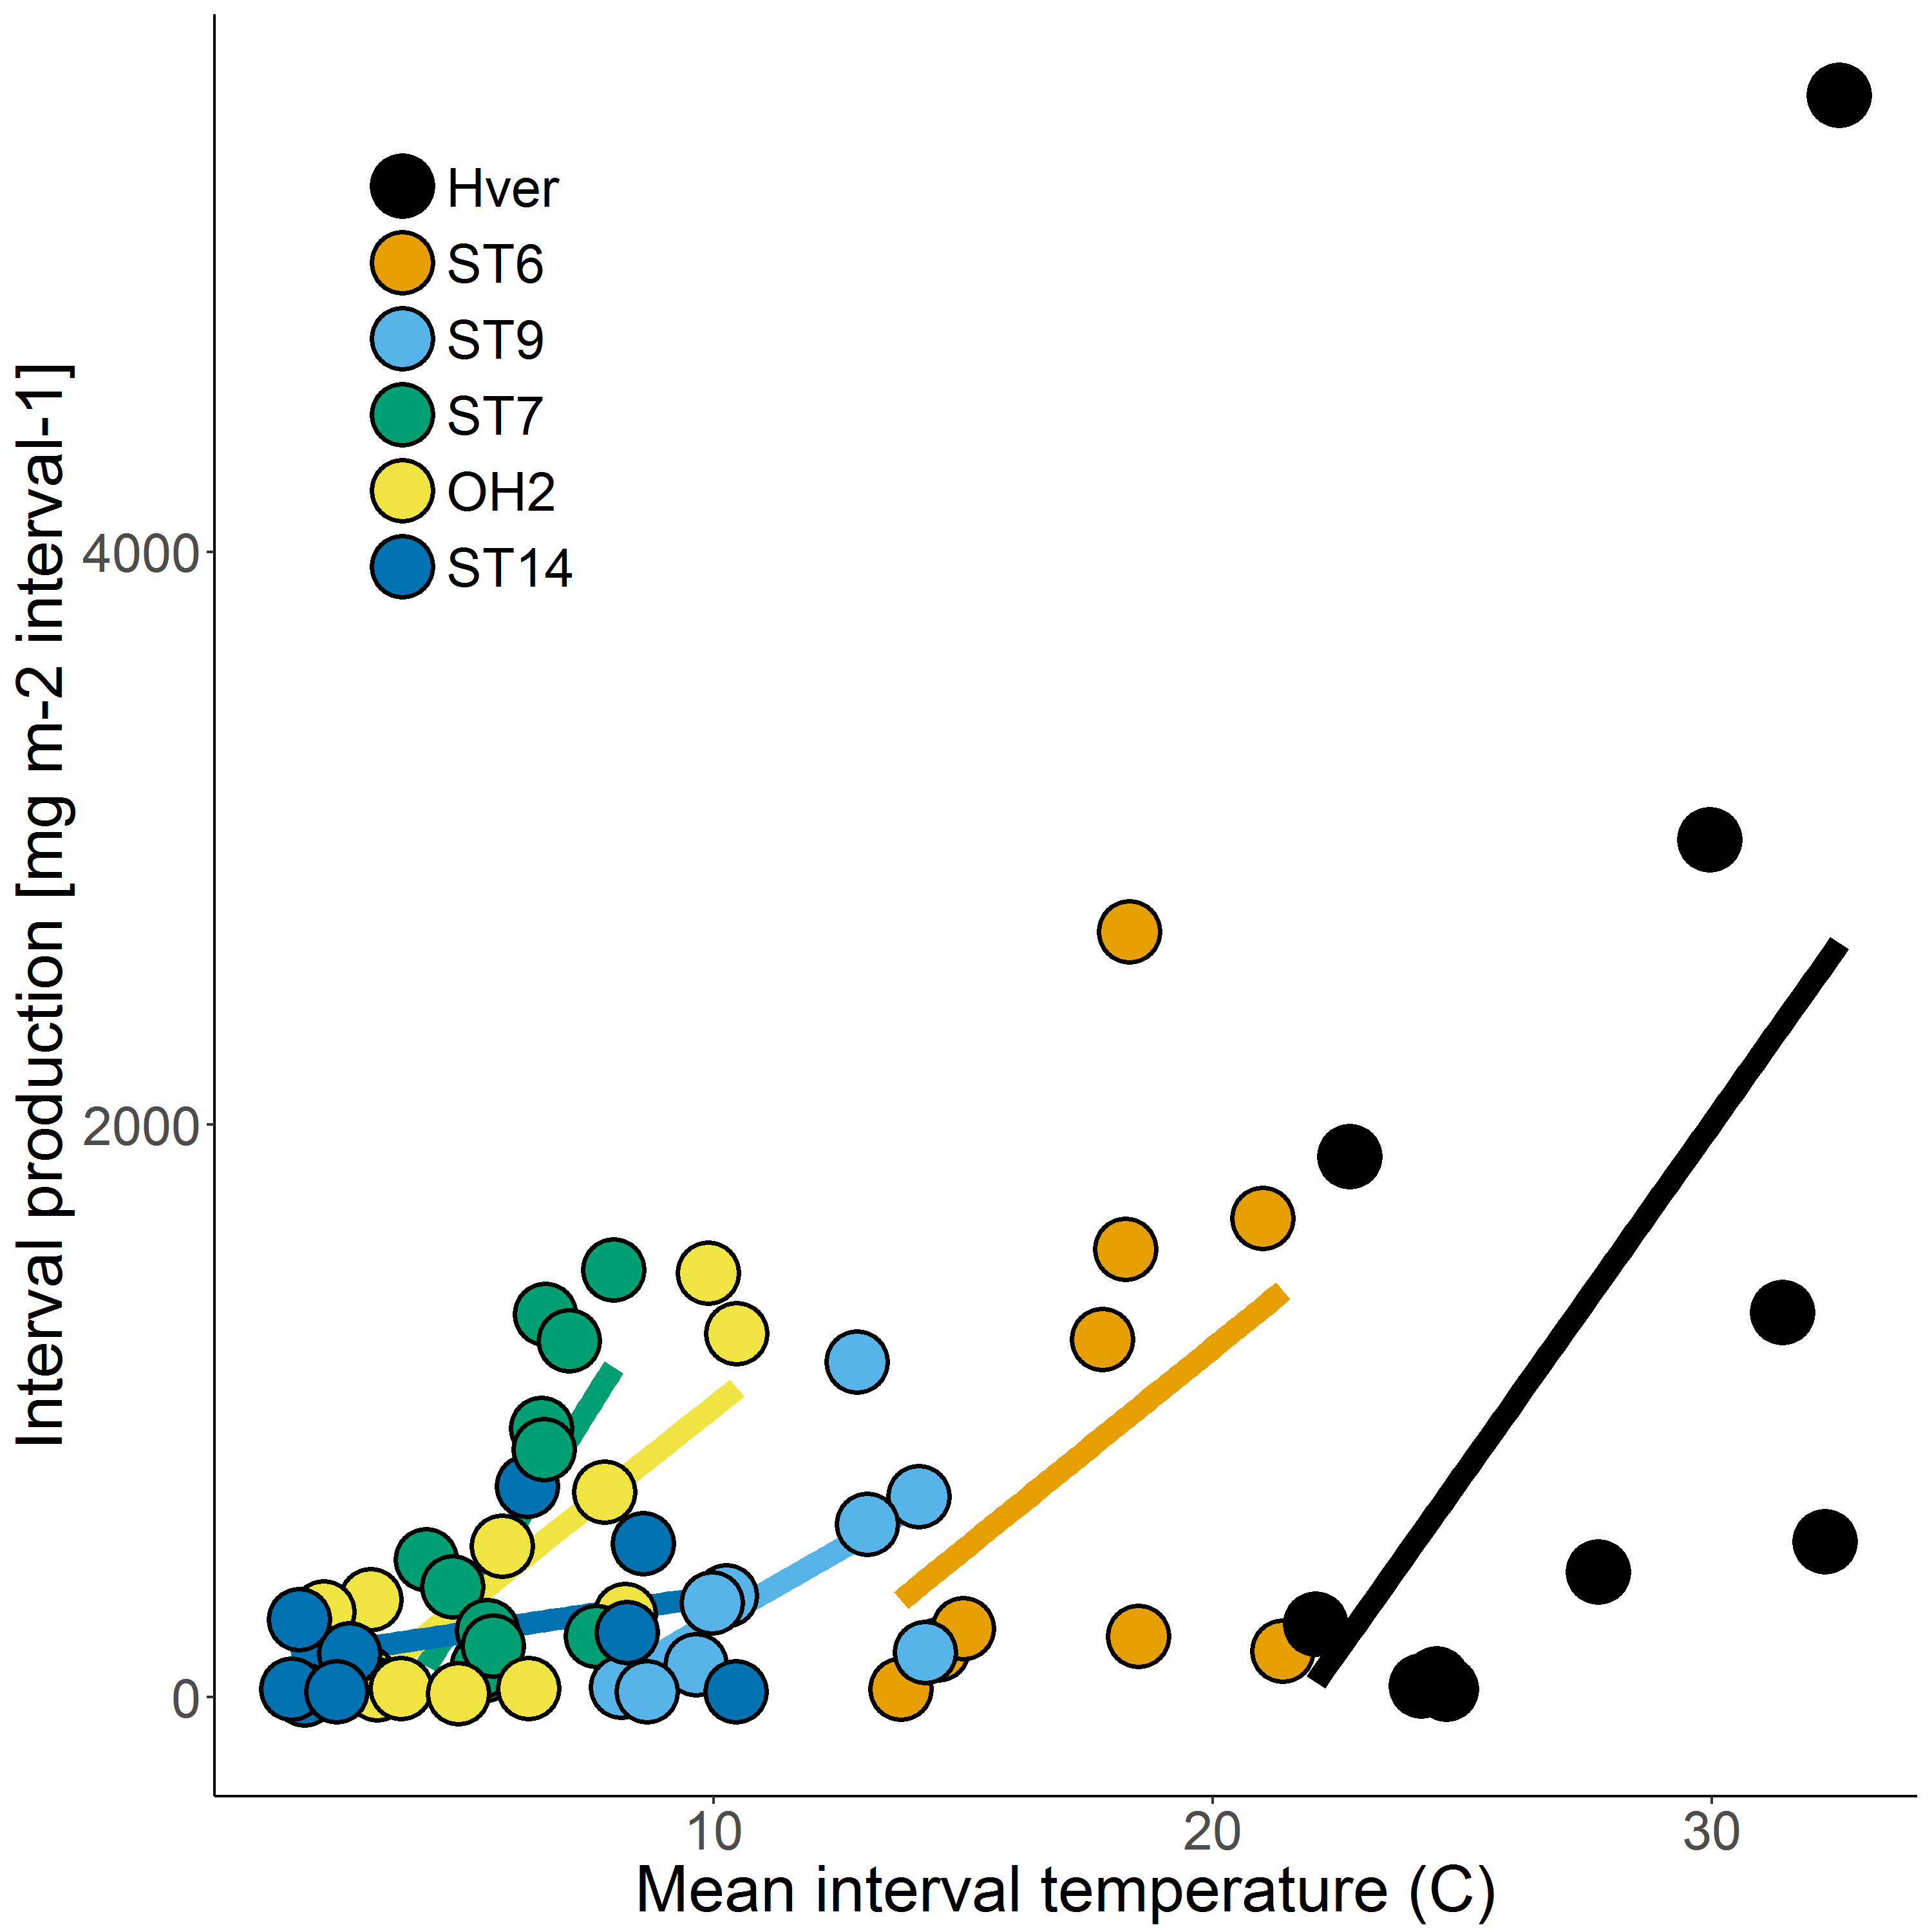 Interval production [mg m-2 interval-1]
4000
2000
0
Hver
ST6
ST9
ST7
OH2
ST14
10 20 30
Mean interval temperature (C)